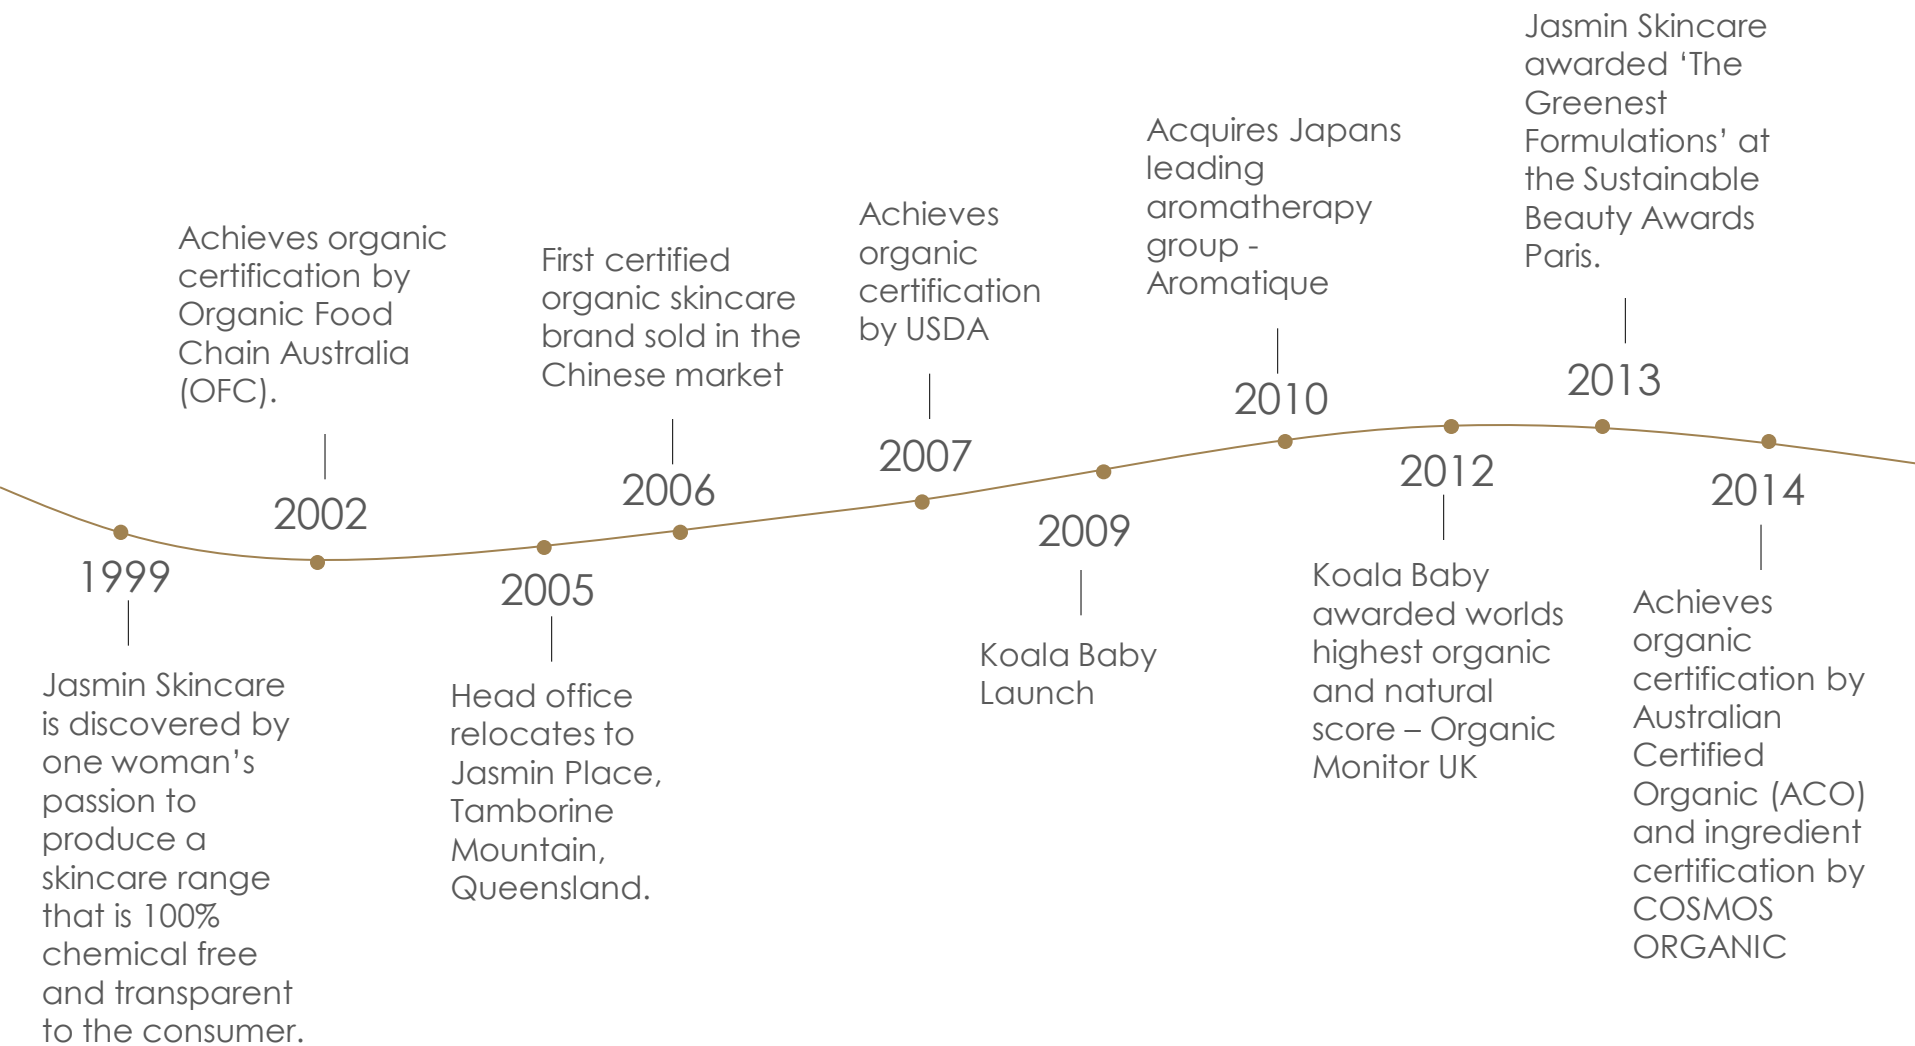 1999
Jasmin Skincare
is discovered by
one woman’s
passion to
produce a
skincare range
that is 100%
chemical free
and transparent
to the consumer.
Achieves organic
certification by
Organic Food
Chain Australia
(OFC).
2002
2005
Head office
relocates to
Jasmin Place,
Tamborine
Mountain,
Queensland.
First certified
organic skincare
brand sold in the
Chinese market
2006
Achieves
organic
certification
by USDA
2007
2009
Koala Baby
Launch
Acquires Japans
leading
aromatherapy
group -
Aromatique
2010
2012
Koala Baby
awarded worlds
highest organic
and natural
score – Organic
Monitor UK
Jasmin Skincare
awarded ‘The
Greenest
Formulations’ at
the Sustainable
Beauty Awards
Paris.
2013
2014
Achieves
organic
certification by
Australian
Certified
Organic (ACO)
and ingredient
certification by
COSMOS
ORGANIC